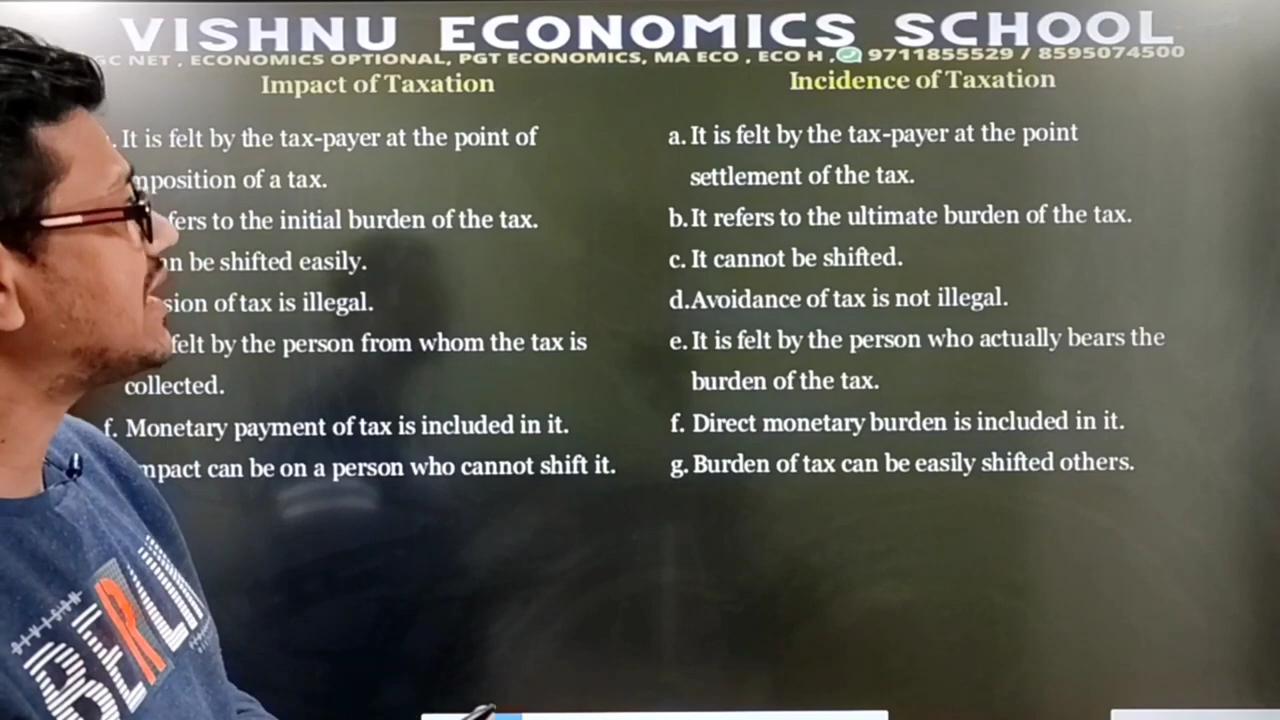 VISHNU ECONOMICS SCHOOL
NET , ECONOMICS OPTIONAL, PGT ECONOMICS, MA ECO , ECO H , 9711855529 / 8595074500
Impact of Taxation
It is felt by the tax-payer at the point of
of a tax.
to the initial burden of the tax.
be shifted easily.
of tax is illegal.
felt by the person from whom the tax is
collected.
f. Monetary payment of tax is included in it.
can be on a person who cannot shift it.
Incidence of Taxation
a. It is felt by the tax-payer at the point
settlement of the tax.
b. It refers to the ultimate burden of the tax.
c. It cannot be shifted.
d. Avoidance of tax is not illegal.
e. It is felt by the person who actually bears the
burden of the tax.
f. Direct monetary burden is included in it.
g. Burden of tax can be easily shifted others.
BERLIN